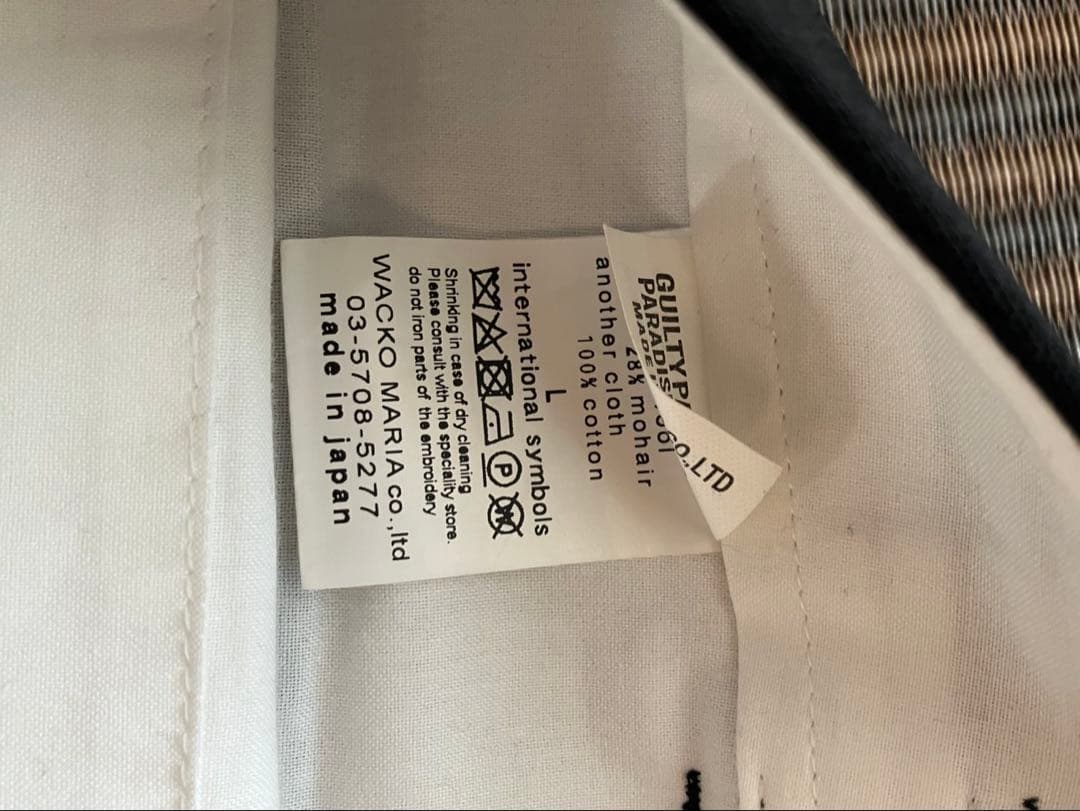 GUILTY
PARADIS
MADE
CO.,LTD
28% mohair
another cloth
100% cotton
L
international symbols
P
Shrinking in case of dry cleaning
Please consult with the speciality store.
do not iron parts of the embroidery
WACKO MARIA co.,ltd
03-5708-5277
made in japan